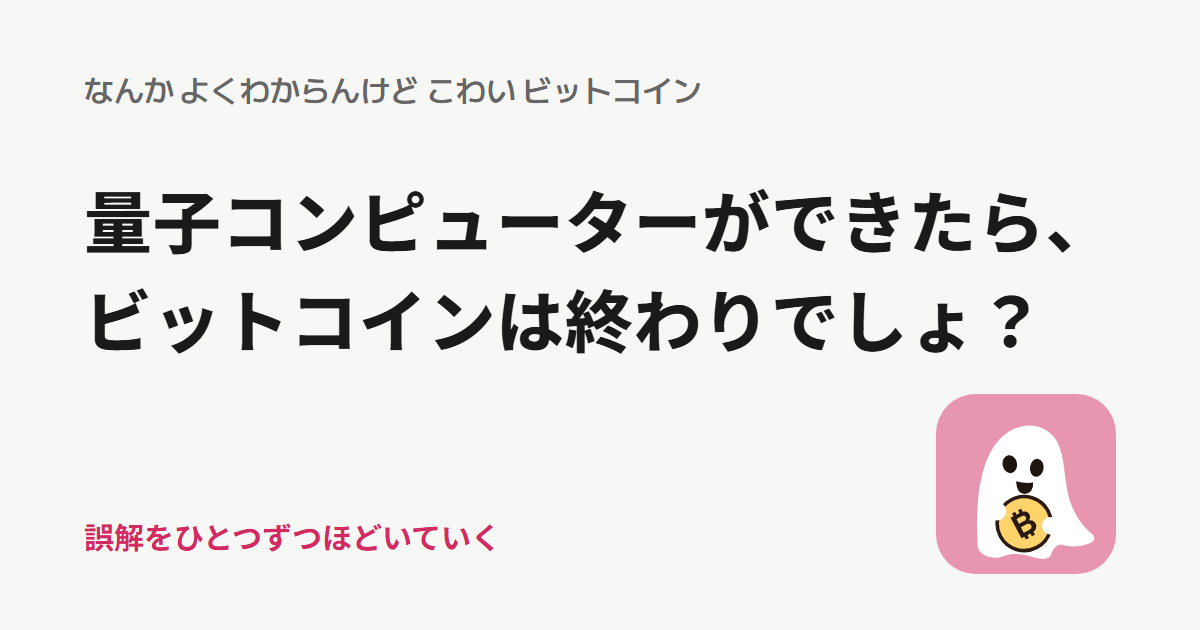 なんか よくわからんけど こわい ビットコイン
量子コンピューターができたら、
ビットコインは終わりでしょ？
誤解をひとつずつほどいていく
₿